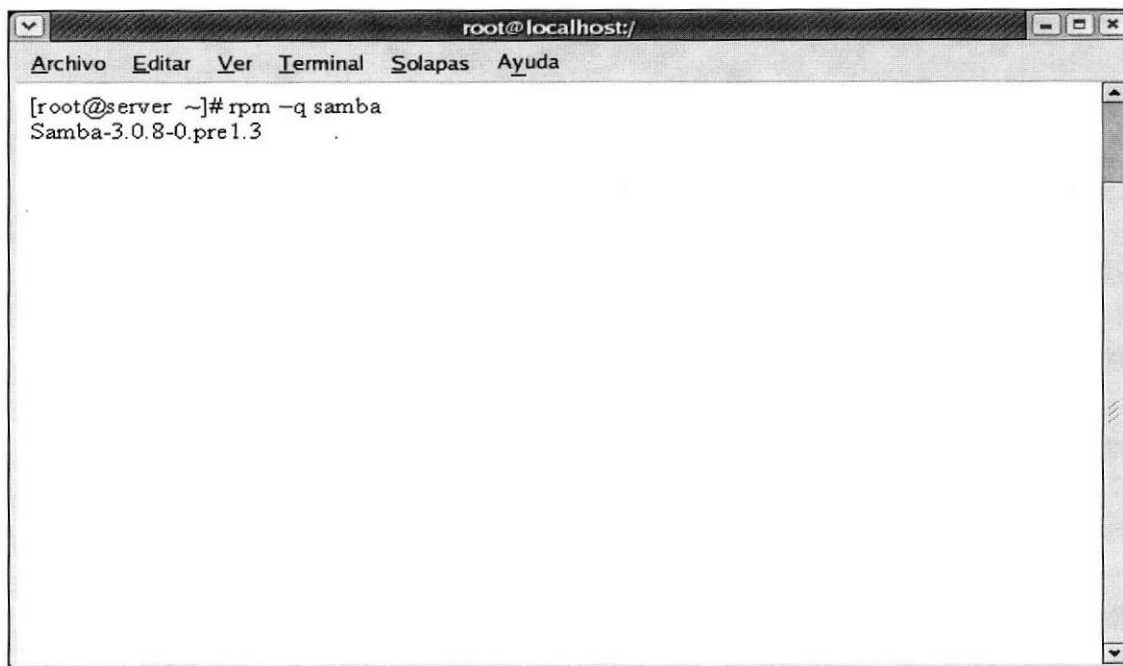 root@localhost:/
Archivo Editar Ver Terminal Solapas Ayuda
[root@server ~]# rpm –q samba
Samba-3.0.8-0.pre1.3